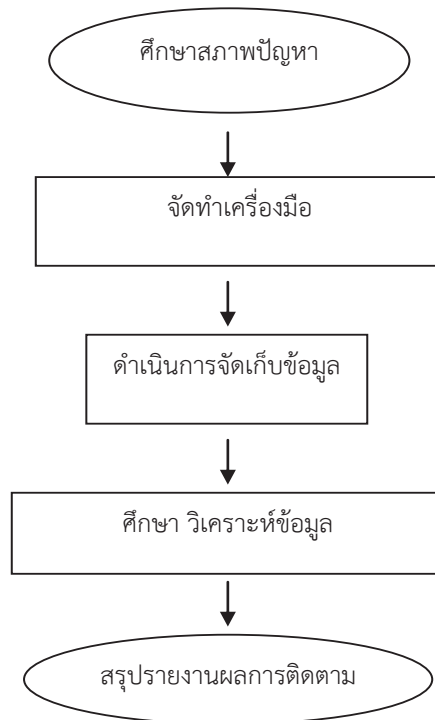 ศึกษาสภาพปัญหา
จัดทำเครื่องมือ
ดำเนินการจัดเก็บข้อมูล
ศึกษา วิเคราะห์ข้อมูล
สรุปรายงานผลการติดตาม